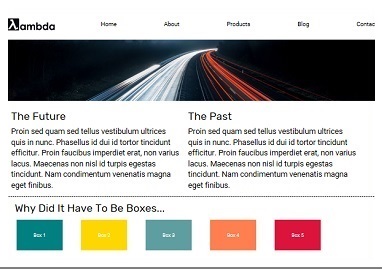 λambda
Home About Products Blog Contac
The Future
Proin sed quam sed tellus vestibulum ultrices
quis in nunc. Phasellus id dui id tortor tincidunt
efficitur. Proin faucibus imperdiet erat, non varius
lacus. Maecenas non nisl id turpis egestas
tincidunt. Nam condimentum venenatis magna
eget finibus.
The Past
Proin sed quam sed tellus vestibulum ultrices
quis in nunc. Phasellus id dui id tortor tincidunt
efficitur. Proin faucibus imperdiet erat, non varius
lacus. Maecenas non nisl id turpis egestas
tincidunt. Nam condimentum venenatis magna
eget finibus.
Why Did It Have To Be Boxes...
Box 1 Box 2 Box 3 Box 4 Box 5